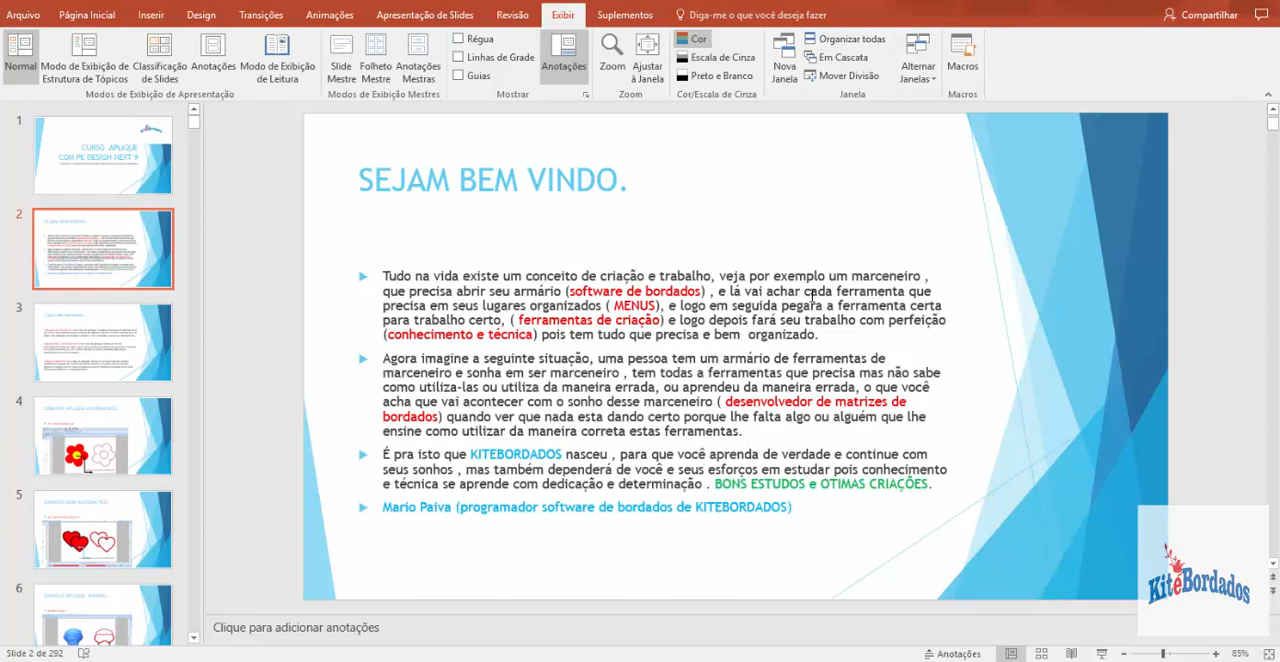 Arquivo Página Inicial Inserir Design Transições Animações Apresentação de Slides Revisão Exibir Suplementos Diga-me o que você deseja fazer Compartilhar
Normal Modo de Exibição de Estrutura de Tópicos Classificação de Slides Anotações Modo de Exibição de Leitura
Modos de Exibição de Apresentação
Slide Mestre Folheto Mestre Anotações Mestras
Modos de Exibição Mestres
Régua
Linhas de Grade
Guias
Anotações
Mostrar
Zoom Ajustar à Janela
Zoom
Cor
Escala de Cinza
Preto e Branco
Cor/Escala de Cinza
Nova Janela
Organizar todas
Em Cascata
Mover Divisão
Alternar Janelas
Janela
Macros
Macros
1
CURSO APLIQUE
COM PE DESIGN NEXT 9
2
3
4
5
6
SEJAM BEM VINDO.
Tudo na vida existe um conceito de criação e trabalho, veja por exemplo um marceneiro ,
que precisa abrir seu armário (software de bordados) , e lá vai achar cada ferramenta que
precisa em seus lugares organizados ( MENUS), e logo em seguida pegará a ferramenta certa
para trabalho certo, ( ferramentas de criação) e logo depois fará seu trabalho com perfeição
(conhecimento e técnica) pois tem tudo que precisa e bem organizado.
Agora imagine a seguinte situação, uma pessoa tem um armário de ferramentas de
marceneiro e sonha em ser marceneiro , tem todas a ferramentas que precisa mas não sabe
como utiliza-las ou utiliza da maneira errada, ou aprendeu da maneira errada, o que você
acha que vai acontecer com o sonho desse marceneiro ( desenvolvedor de matrizes de
bordados) quando ver que nada esta dando certo porque lhe falta algo ou alguém que lhe
ensine como utilizar da maneira correta estas ferramentas.
É pra isto que KITEBORDADOS nasceu , para que você aprenda de verdade e continue com
seus sonhos , mas também dependerá de você e seus esforços em estudar pois conhecimento
e técnica se aprende com dedicação e determinação . BONS ESTUDOS e OTIMAS CRIAÇÕES.
Mario Paiva (programador software de bordados de KITEBORDADOS)
KiteBordados
Clique para adicionar anotações
Slide 2 de 292 Anotações 85%